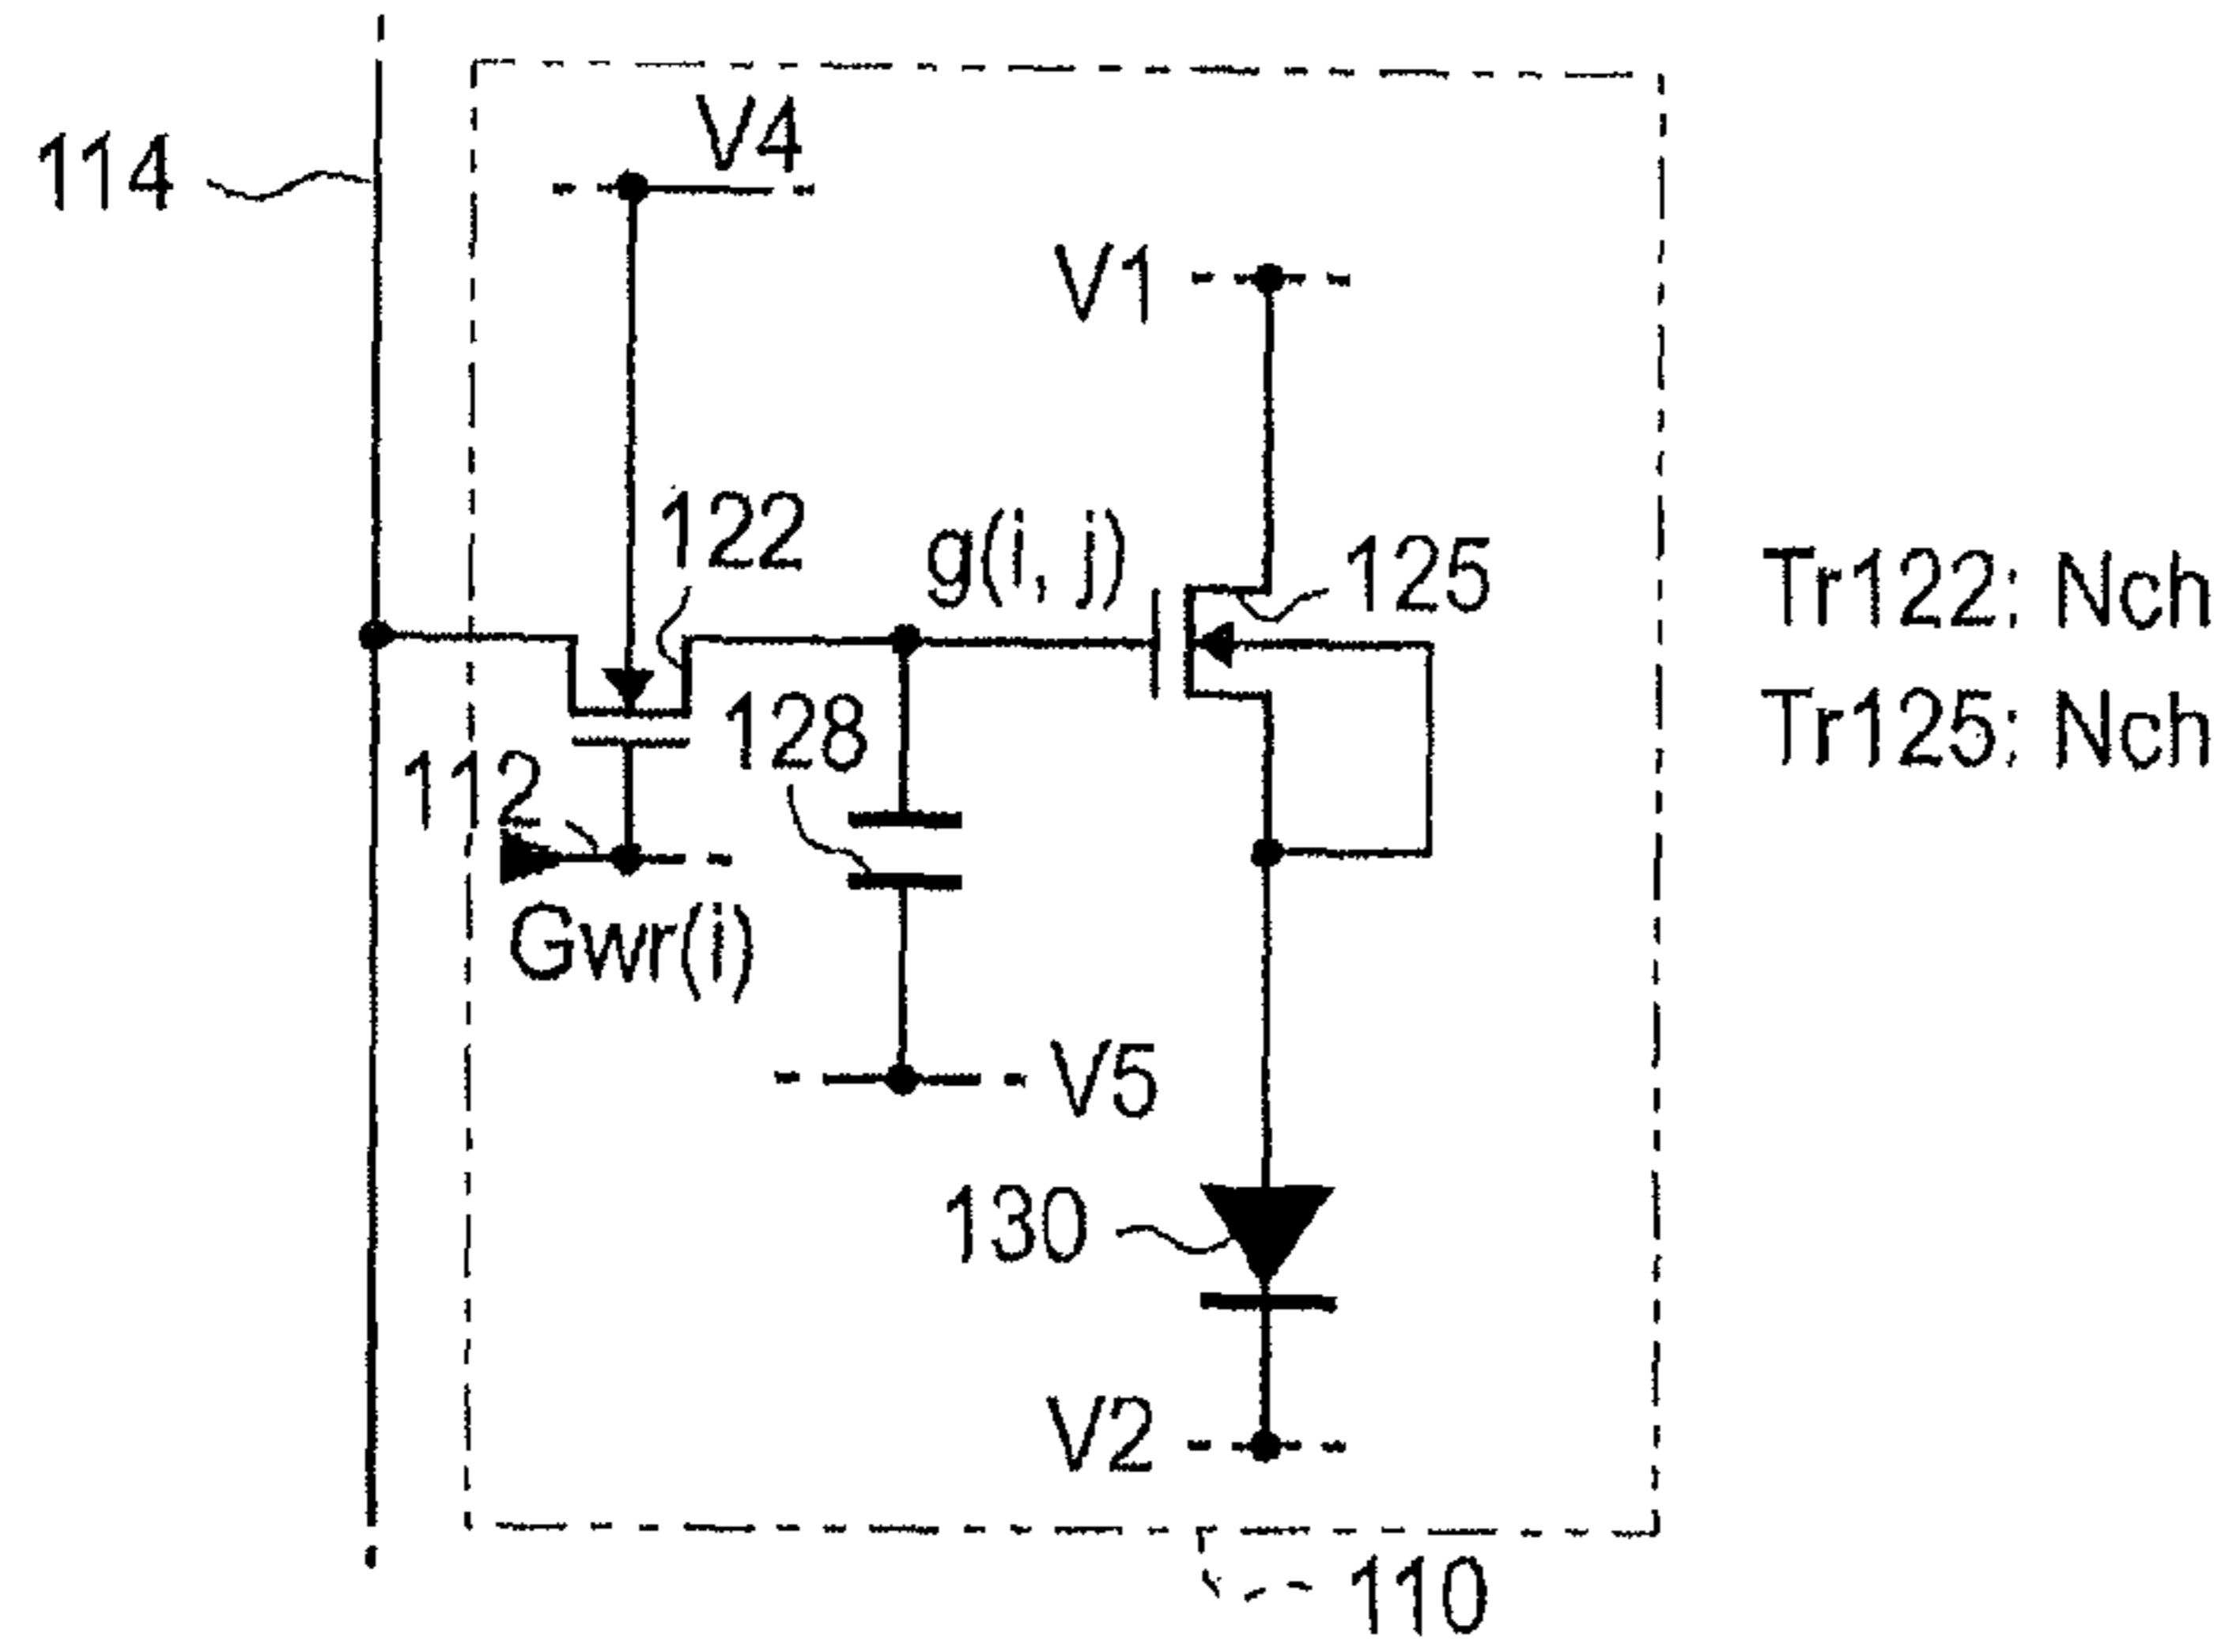 114
V4
V1
122
g(i, j)
125
Tr122: Nch
128
Tr125: Nch
112
Gwr(i)
V5
130
V2
110